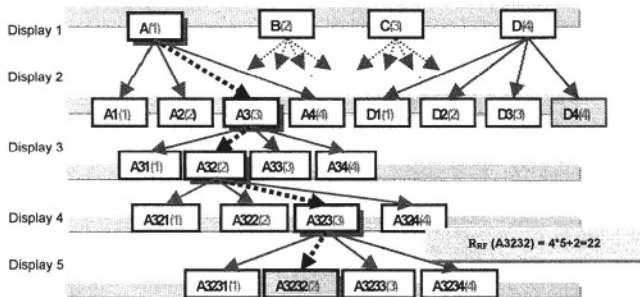 Display 1
A(1) B(2) C(3) D(4)
Display 2
A1(1) A2(2) A3(3) A4(4) D1(1) D2(2) D3(3) D4(4)
Display 3
A31(1) A32(2) A33(3) A34(4)
Display 4
A321(1) A322(2) A323(3) A324(4)
R_RF (A3232) = 4*5+2=22
Display 5
A3231(1) A3232(2) A3233(3) A3234(4)